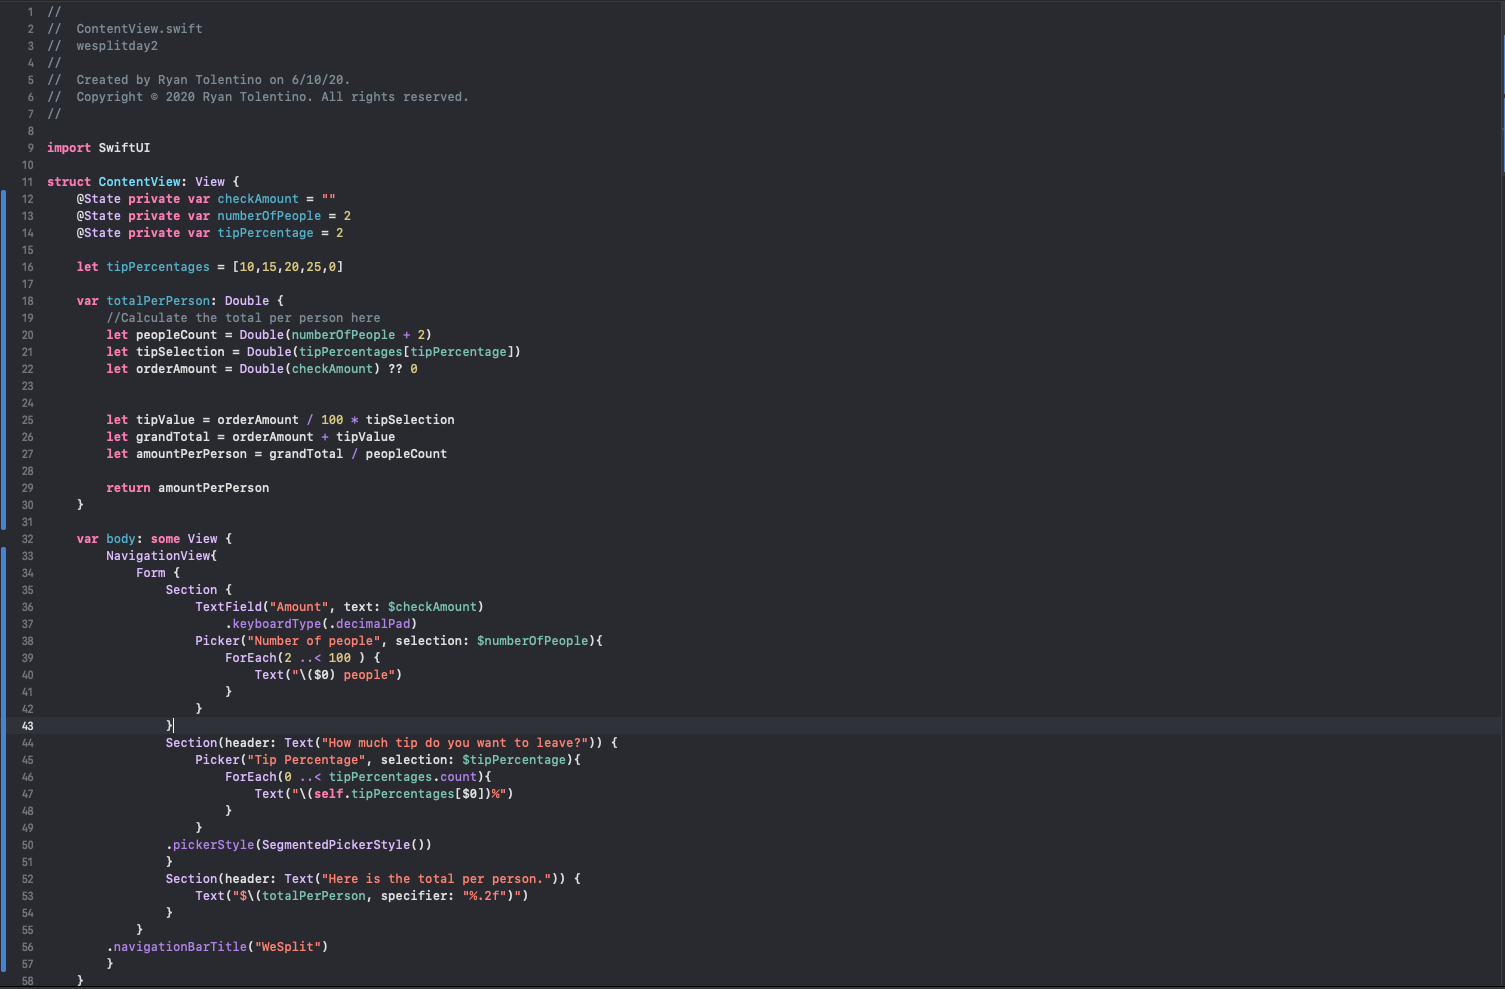 1 //
2 //  ContentView.swift
3 //  wesplitday2
4 //
5 //  Created by Ryan Tolentino on 6/10/20.
6 //  Copyright © 2020 Ryan Tolentino. All rights reserved.
7 //
8
9 import SwiftUI
10
11 struct ContentView: View {
12     @State private var checkAmount = ""
13     @State private var numberOfPeople = 2
14     @State private var tipPercentage = 2
15
16     let tipPercentages = [10,15,20,25,0]
17
18     var totalPerPerson: Double {
19         //Calculate the total per person here
20         let peopleCount = Double(numberOfPeople + 2)
21         let tipSelection = Double(tipPercentages[tipPercentage])
22         let orderAmount = Double(checkAmount) ?? 0
23
24
25         let tipValue = orderAmount / 100 * tipSelection
26         let grandTotal = orderAmount + tipValue
27         let amountPerPerson = grandTotal / peopleCount
28
29         return amountPerPerson
30     }
31
32     var body: some View {
33         NavigationView{
34             Form {
35                 Section {
36                     TextField("Amount", text: $checkAmount)
37                         .keyboardType(.decimalPad)
38                     Picker("Number of people", selection: $numberOfPeople){
39                         ForEach(2 ..< 100 ) {
40                             Text("\($0) people")
41                         }
42                     }
43                 }
44                 Section(header: Text("How much tip do you want to leave?")) {
45                     Picker("Tip Percentage", selection: $tipPercentage){
46                         ForEach(0 ..< tipPercentages.count){
47                             Text("\(self.tipPercentages[$0])%")
48                         }
49                     }
50                 .pickerStyle(SegmentedPickerStyle())
51                 }
52                 Section(header: Text("Here is the total per person.")) {
53                     Text("$\(totalPerPerson, specifier: "%.2f")")
54                 }
55             }
56         .navigationBarTitle("WeSplit")
57         }
58     }